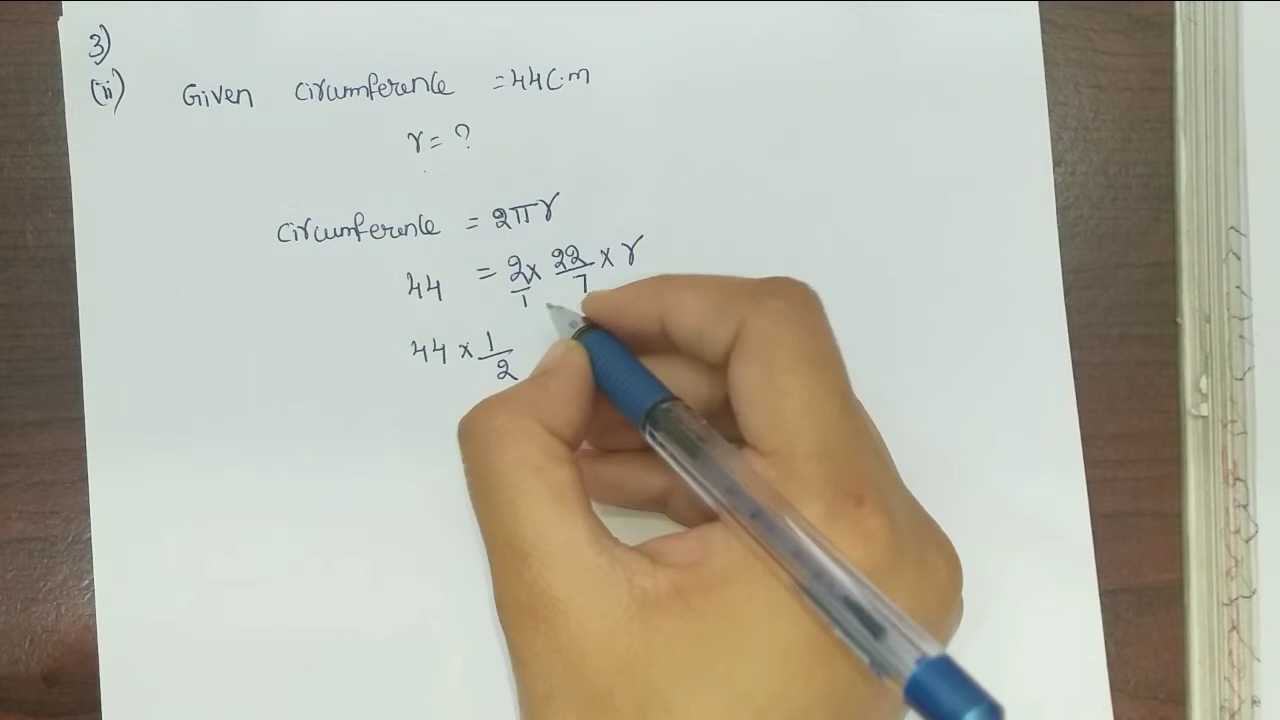 3)
(ii) Given circumference = 44 C.m
r = ?
circumference = 2πr
44 = 2/1 × 22/7 × r
44 × 1/2